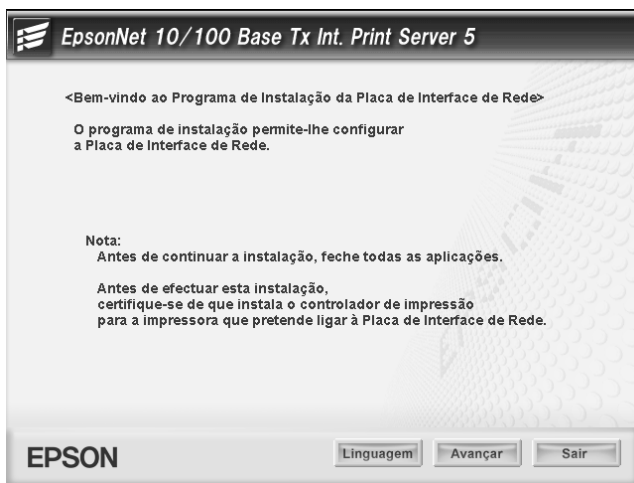 EpsonNet 10/100 Base Tx Int. Print Server 5
<Bem-vindo ao Programa de Instalação da Placa de Interface de Rede>
O programa de instalação permite-lhe configurar
a Placa de Interface de Rede.
Nota:
Antes de continuar a instalação, feche todas as aplicações.
Antes de efectuar esta instalação,
certifique-se de que instala o controlador de impressão
para a impressora que pretende ligar à Placa de Interface de Rede.
EPSON
Linguagem
Avançar
Sair